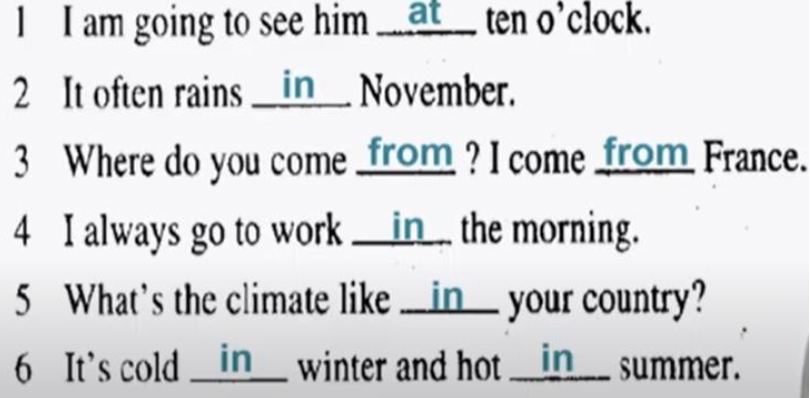 1 I am going to see him at ten o'clock.
2 It often rains in November.
3 Where do you come from ? I come from France.
4 I always go to work in the morning.
5 What's the climate like in your country?
6 It's cold in winter and hot in summer.